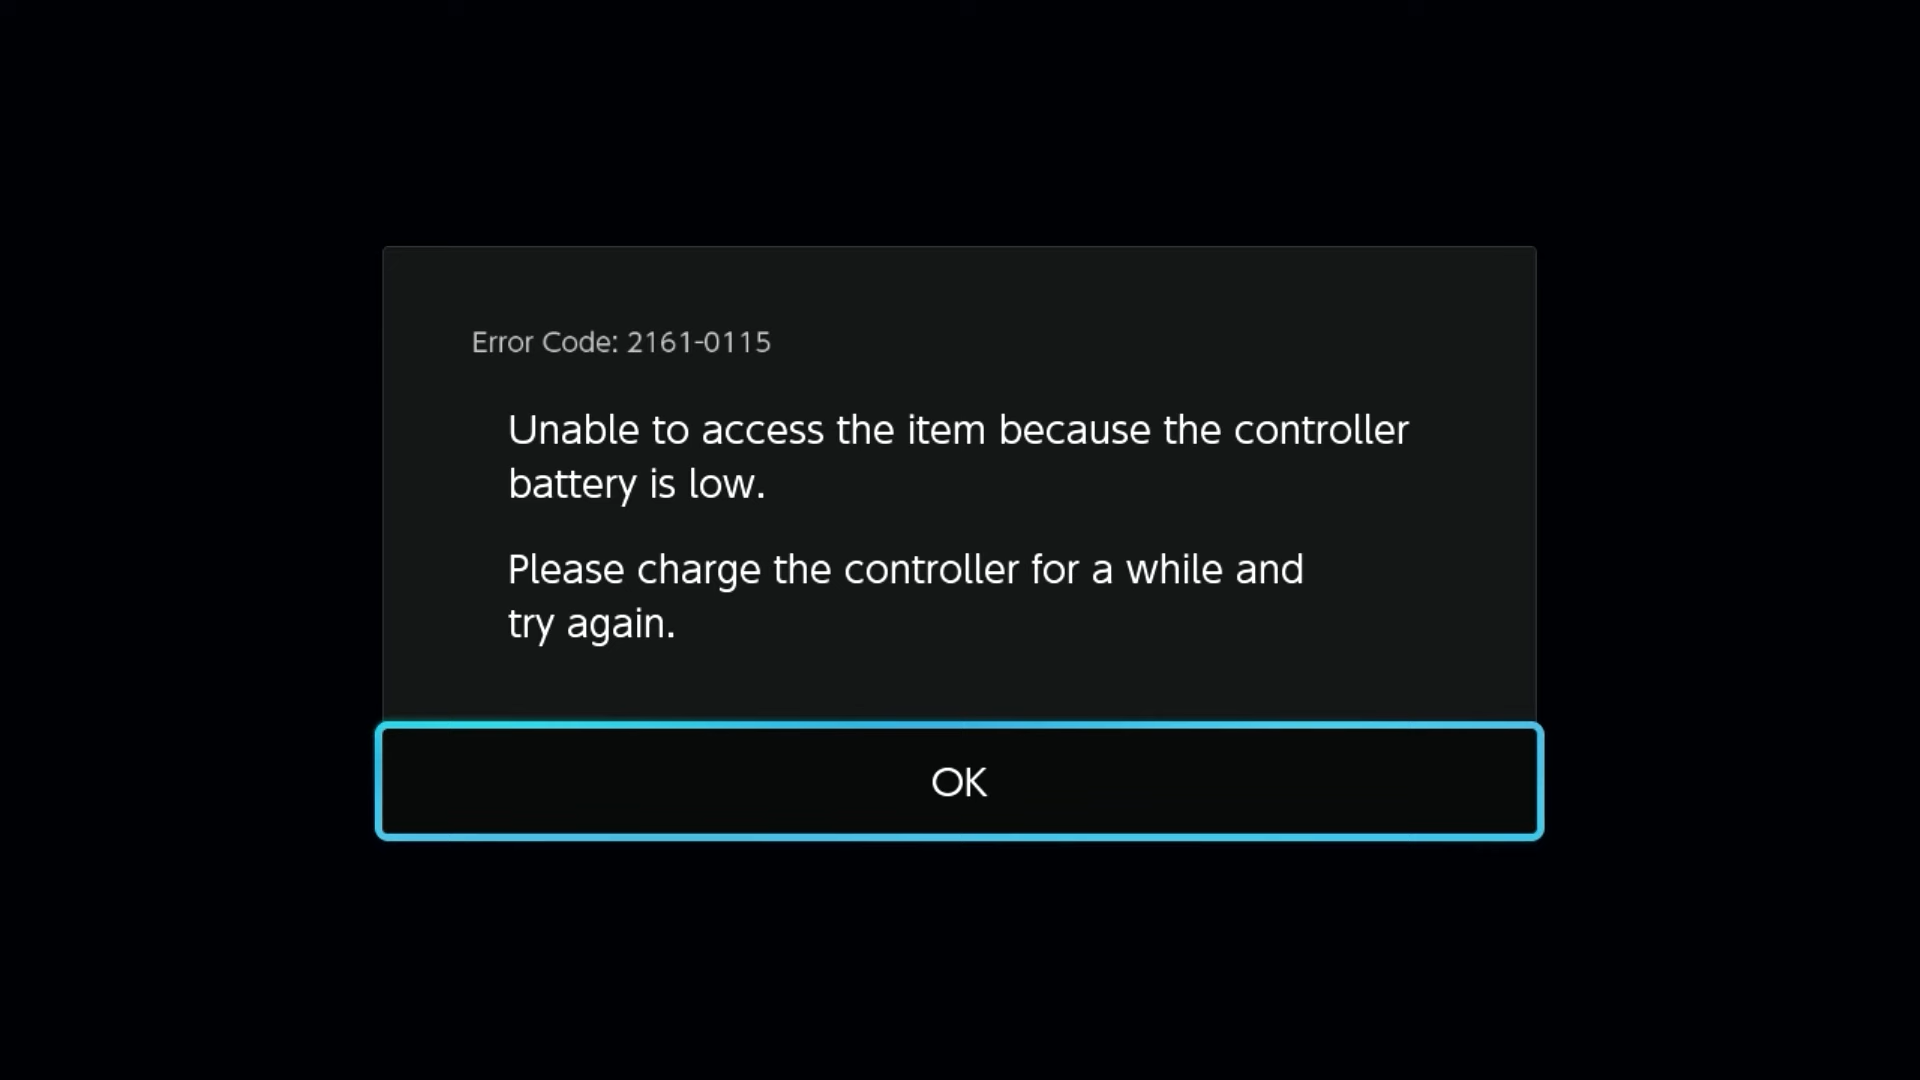 Error Code: 2161-0115
Unable to access the item because the controller
battery is low.
Please charge the controller for a while and
try again.
OK